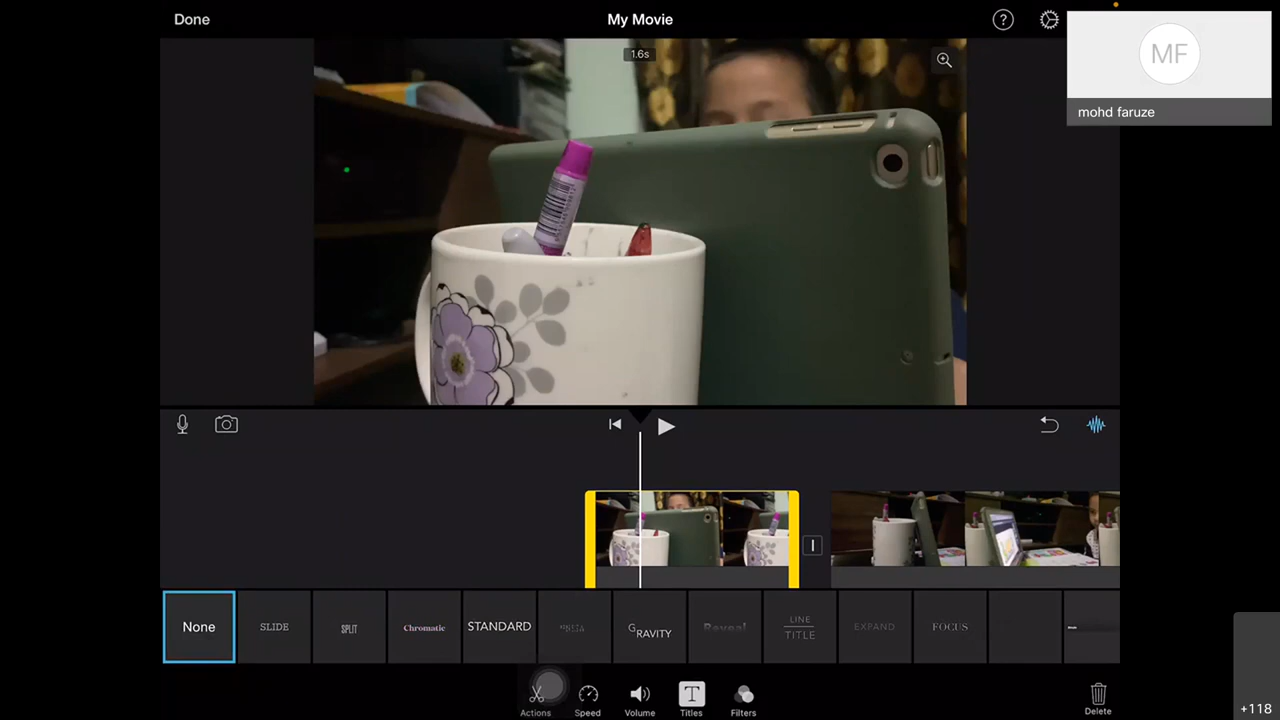 Done
My Movie
?
MF
mohd faruze
1.6s
None
SLIDE
SPLIT
Chromatic
STANDARD
GRAVITY
Reveal
LINE
TITLE
EXPAND
FOCUS
Actions
Speed
Volume
T
Titles
Filters
Delete
+118